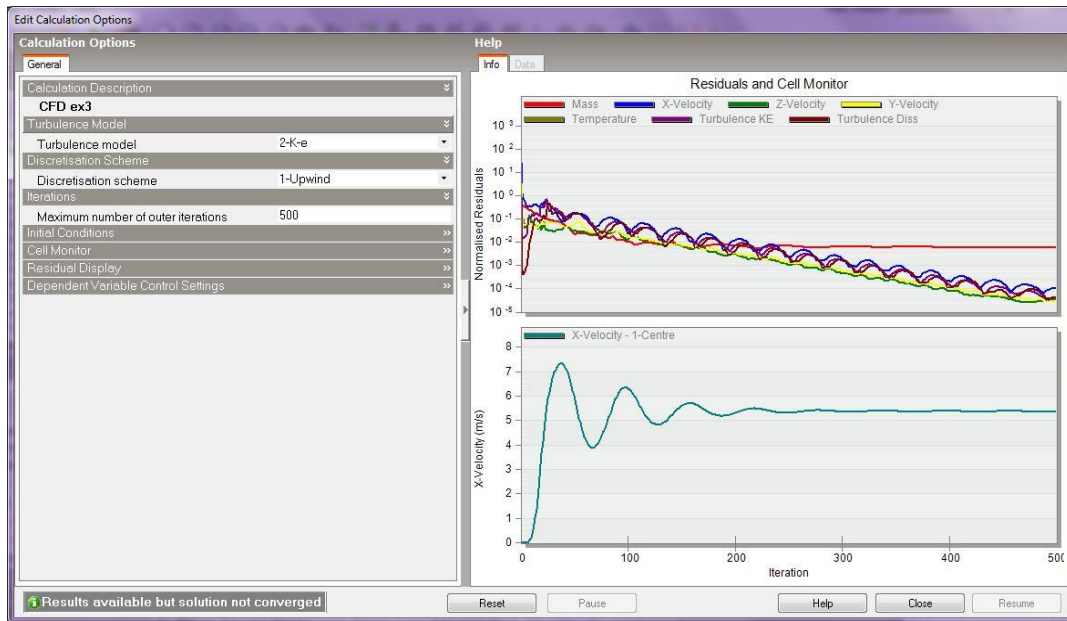 Edit Calculation Options
Calculation Options
General
Calculation Description
CFD ex3
Turbulence Model
Turbulence model 2-K-e
Discretisation Scheme
Discretisation scheme 1-Upwind
Iterations
Maximum number of outer iterations 500
Initial Conditions
Cell Monitor
Residual Display
Dependent Variable Control Settings
Help
Info Data
Residuals and Cell Monitor
Mass X-Velocity Z-Velocity Y-Velocity
Temperature Turbulence KE Turbulence Diss
Normalised Residuals
10 3
10 2
10 1
10 0
10 -1
10 -2
10 -3
10 -4
10 -5
X-Velocity - 1-Centre
X-Velocity (m/s)
8
7
6
5
4
3
2
1
0
0 100 200 300 400 500
Iteration
Results available but solution not converged
Reset Pause Help Close Resume